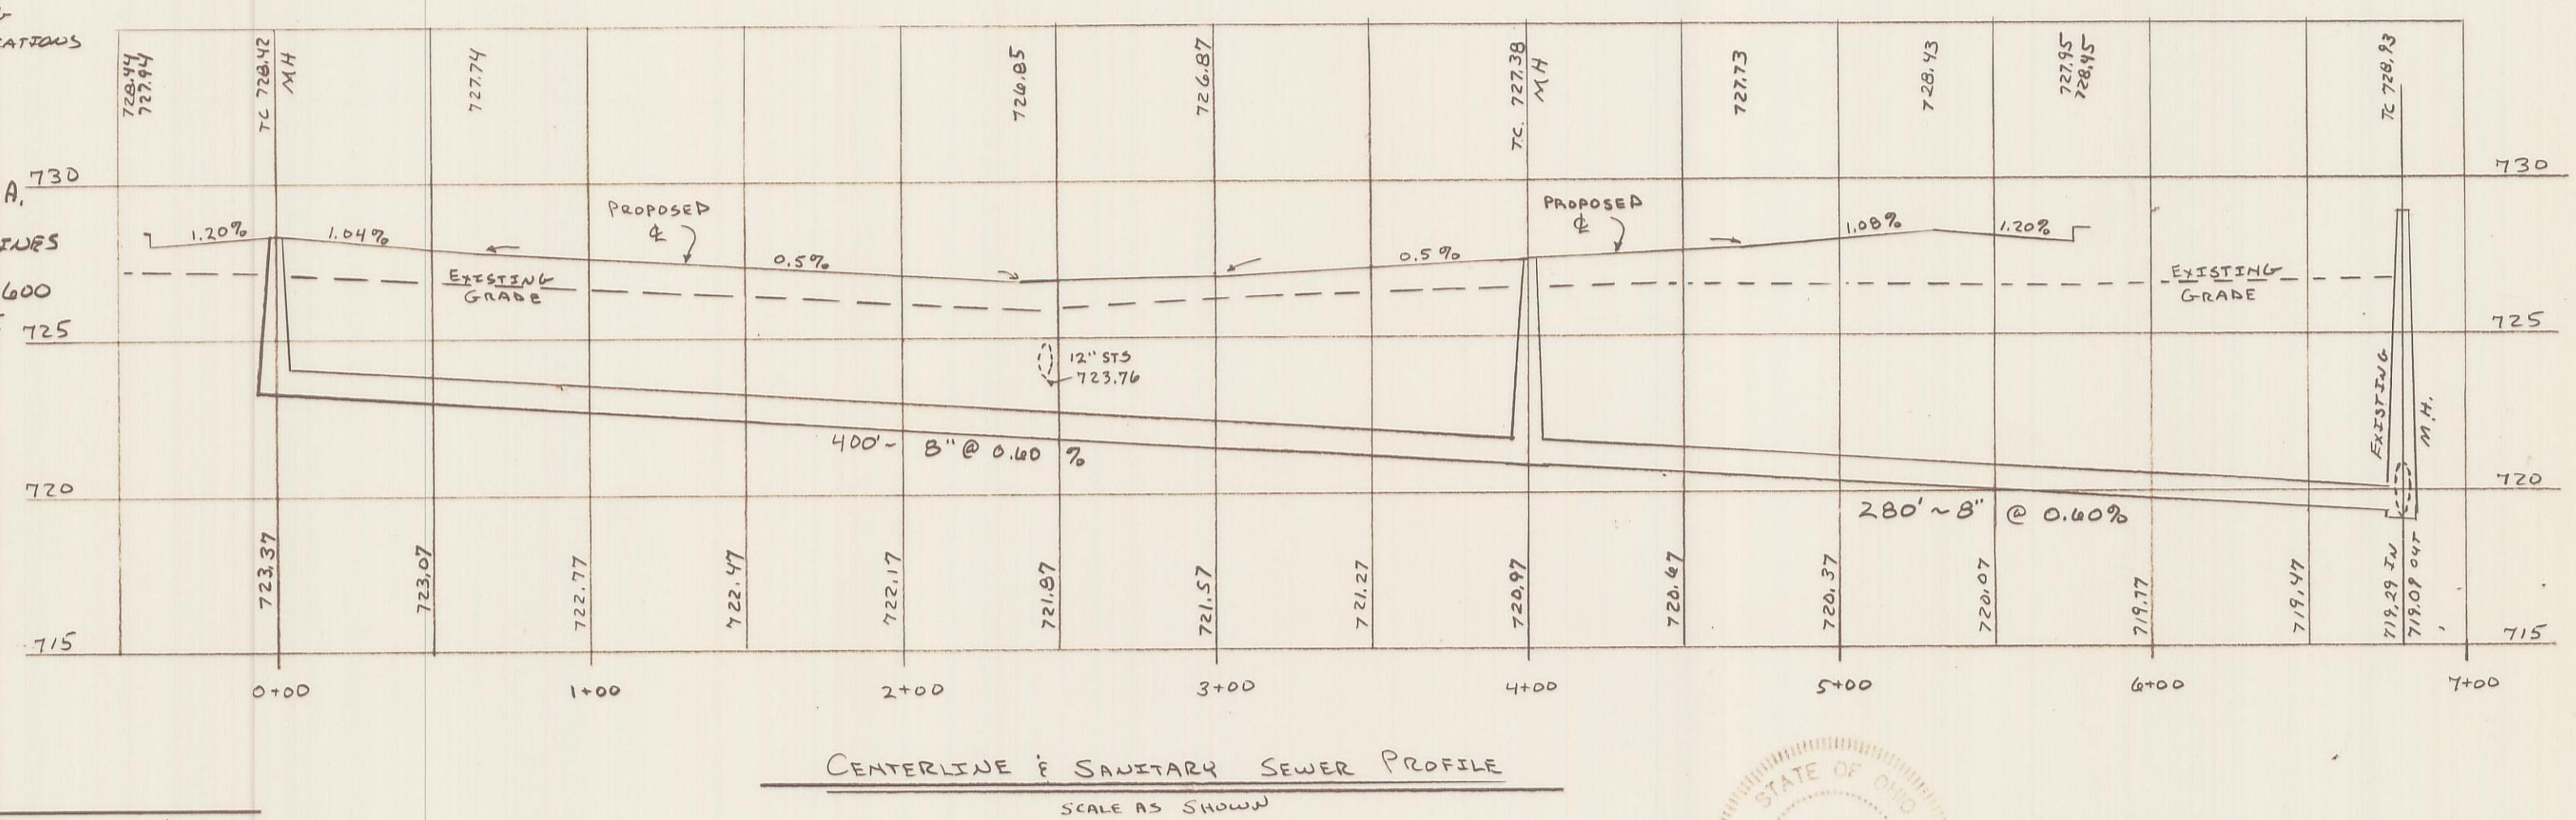 ATIONS
728.44
727.94
TC 728.42
MH
727.74
726.85
726.87
T.C. 727.38
MH
727.73
728.43
727.95
728.45
TC 728.93
730
730
A.
INES
600
1.20%
1.04%
PROPOSED
℄
0.5%
0.5%
PROPOSED
℄
1.08%
1.20%
EXISTING
GRADE
EXISTING
GRADE
725
725
12" STS
723.76
EXISTING
M.H.
400'~ 8" @ 0.60 %
280' ~ 8" @ 0.60%
720
720
723.37
723.07
722.77
722.47
722.17
721.87
721.57
721.27
720.97
720.67
720.37
720.07
719.77
719.47
719.29 IN
719.09 OUT
715
715
0+00
1+00
2+00
3+00
4+00
5+00
6+00
7+00
CENTERLINE & SANITARY SEWER PROFILE
SCALE AS SHOWN
STATE OF OHIO